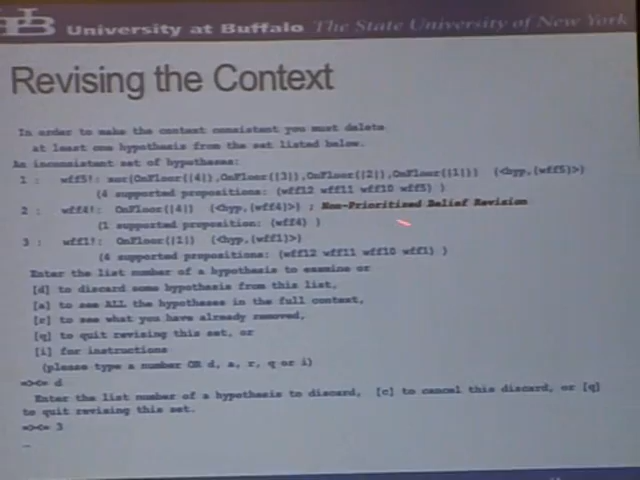 UB University at Buffalo The State University of New York
Revising the Context
In order to make the context consistent you must delete
at least one hypothesis from the set listed below.
An inconsistent set of hypotheses:
1 : wff5!: xor{OnFloor(|4|),OnFloor(|3|),OnFloor(|2|),OnFloor(|1|)} {<hyp,{wff5}>}
(4 supported propositions: (wff12 wff11 wff10 wff5) )
2 : wff4!: OnFloor(|4|) {<hyp,{wff4}>} ; Non-Prioritized Belief Revision
(1 supported proposition: (wff4) )
3 : wff1!: OnFloor(|1|) {<hyp,{wff1}>}
(4 supported propositions: (wff12 wff11 wff10 wff1) )
Enter the list number of a hypothesis to examine or
[d] to discard some hypothesis from this list,
[a] to see ALL the hypotheses in the full context,
[r] to see what you have already removed,
[q] to quit revising this set, or
[i] for instructions
(please type a number OR d, a, r, q or i)
=><= d
Enter the list number of a hypothesis to discard, [c] to cancel this discard, or [q]
to quit revising this set.
=><= 3